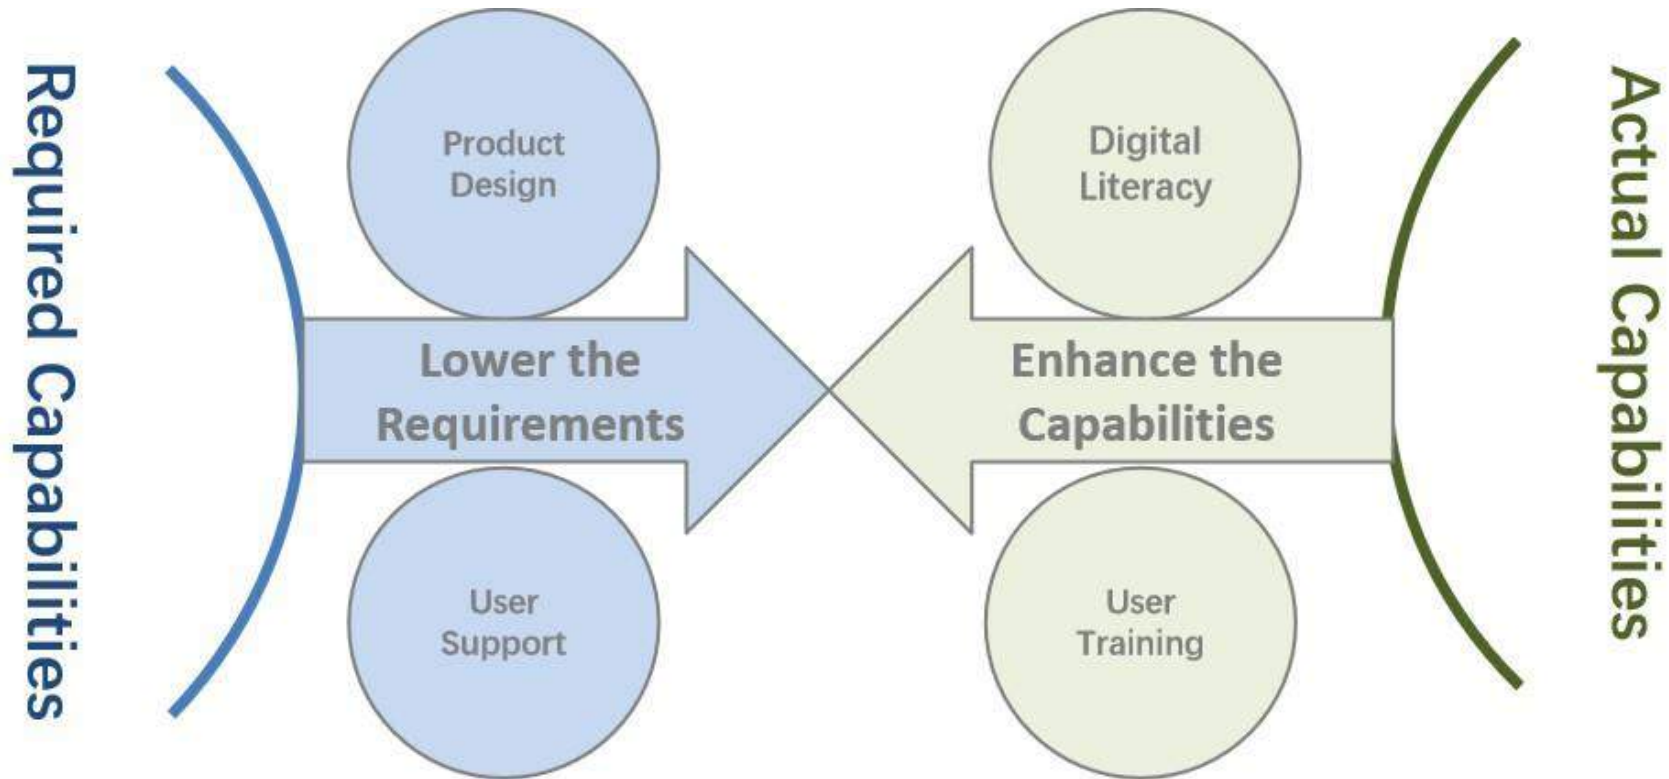 Required Capabilities
Product
Design
Lower the
Requirements
User
Support
Digital
Literacy
Enhance the
Capabilities
User
Training
Actual Capabilities